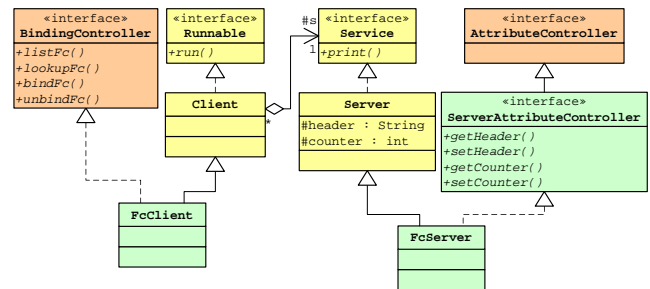 «interface»
BindingController
+listFc()
+lookupFc()
+bindFc()
+unbindFc()
«interface»
Runnable
+run()
#s
1
«interface»
Service
+print()
«interface»
AttributeController
Client
*
Server
#header : String
#counter : int
«interface»
ServerAttributeController
+getHeader()
+setHeader()
+getCounter()
+setCounter()
FcClient
FcServer